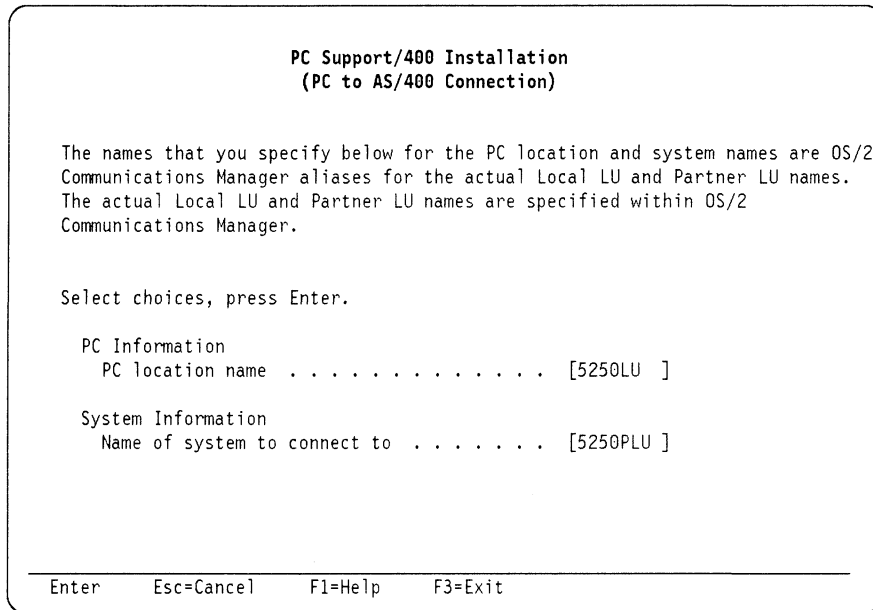 PC Support/400 Installation
(PC to AS/400 Connection)
The names that you specify below for the PC location and system names are OS/2
Communications Manager aliases for the actual Local LU and Partner LU names.
The actual Local LU and Partner LU names are specified within OS/2
Communications Manager.
Select choices, press Enter.
PC Information
PC location name . . . . . . . . . . . . . [5250LU ]
System Information
Name of system to connect to . . . . . . . [5250PLU ]
Enter Esc=Cancel F1=Help F3=Exit